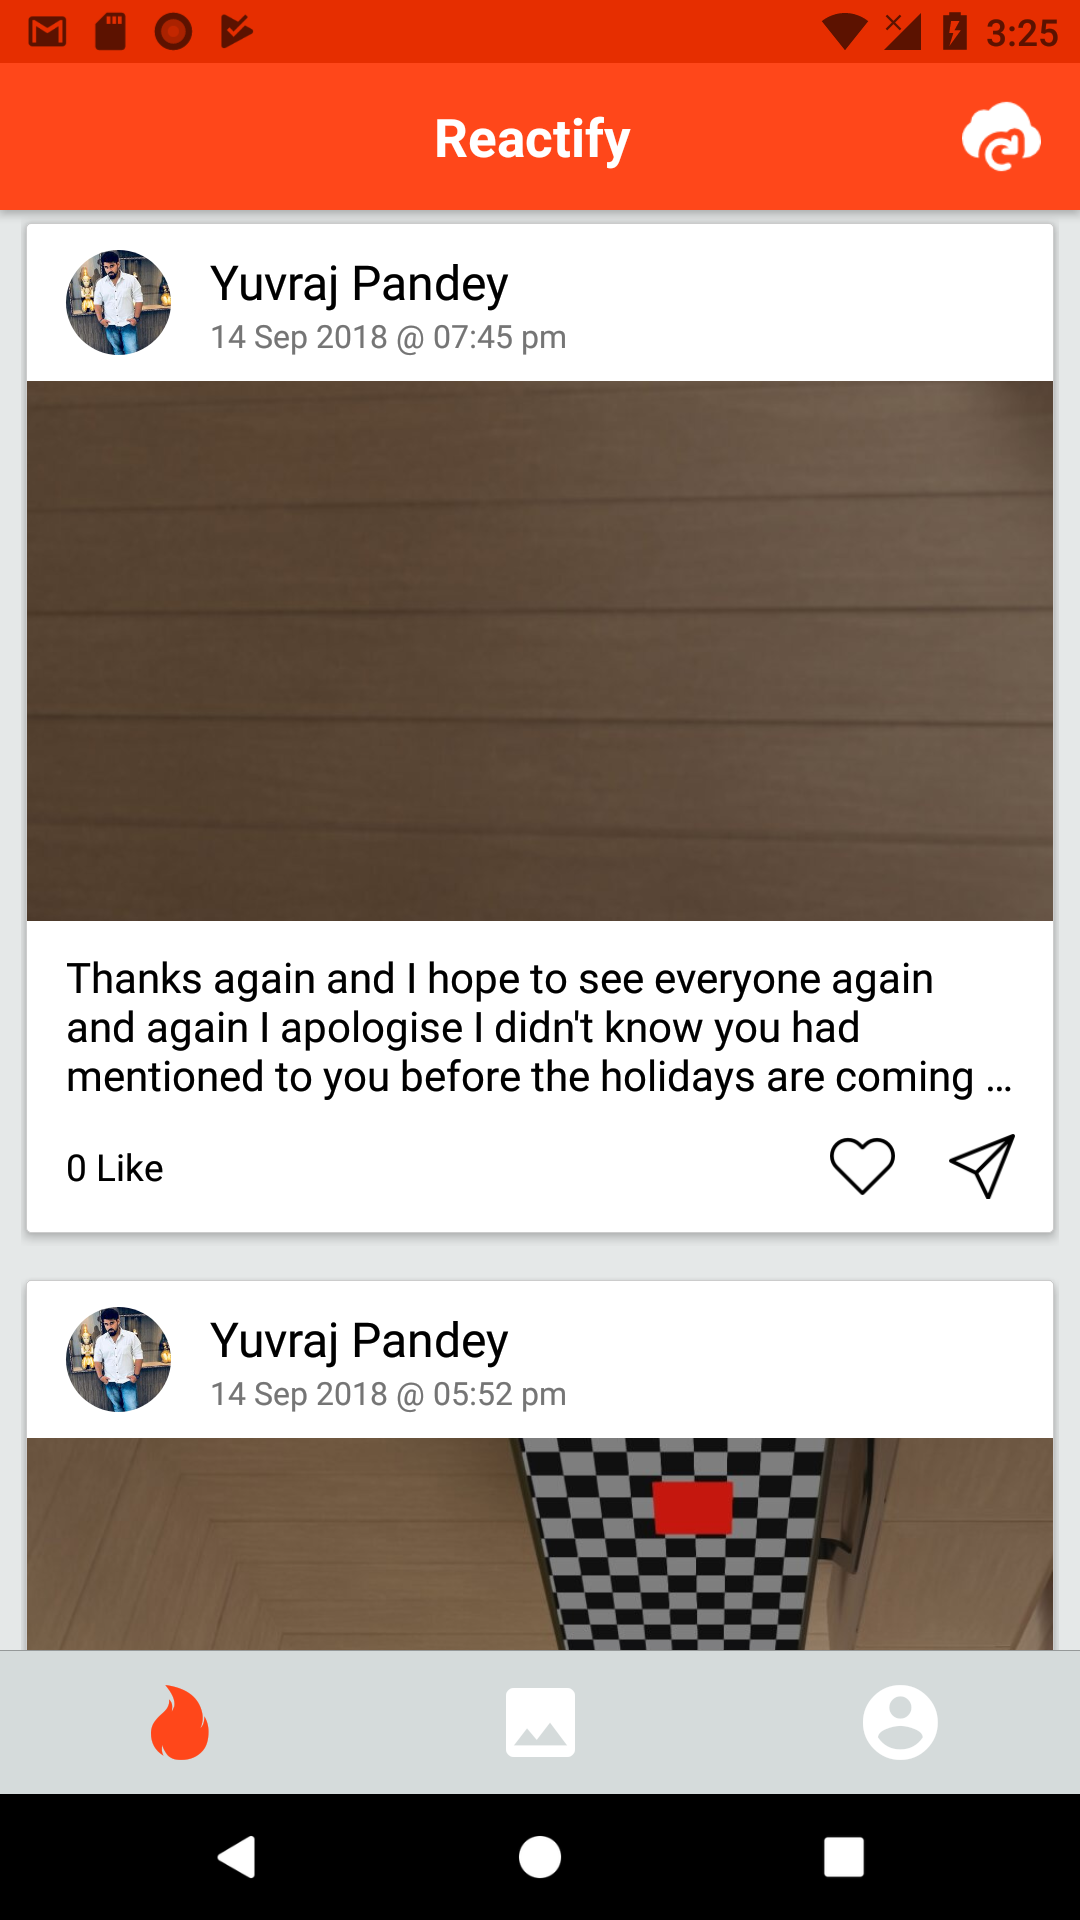 3:25
Reactify
Yuvraj Pandey
14 Sep 2018 @ 07:45 pm
Thanks again and I hope to see everyone again
and again I apologise I didn't know you had
mentioned to you before the holidays are coming ...
0 Like
Yuvraj Pandey
14 Sep 2018 @ 05:52 pm